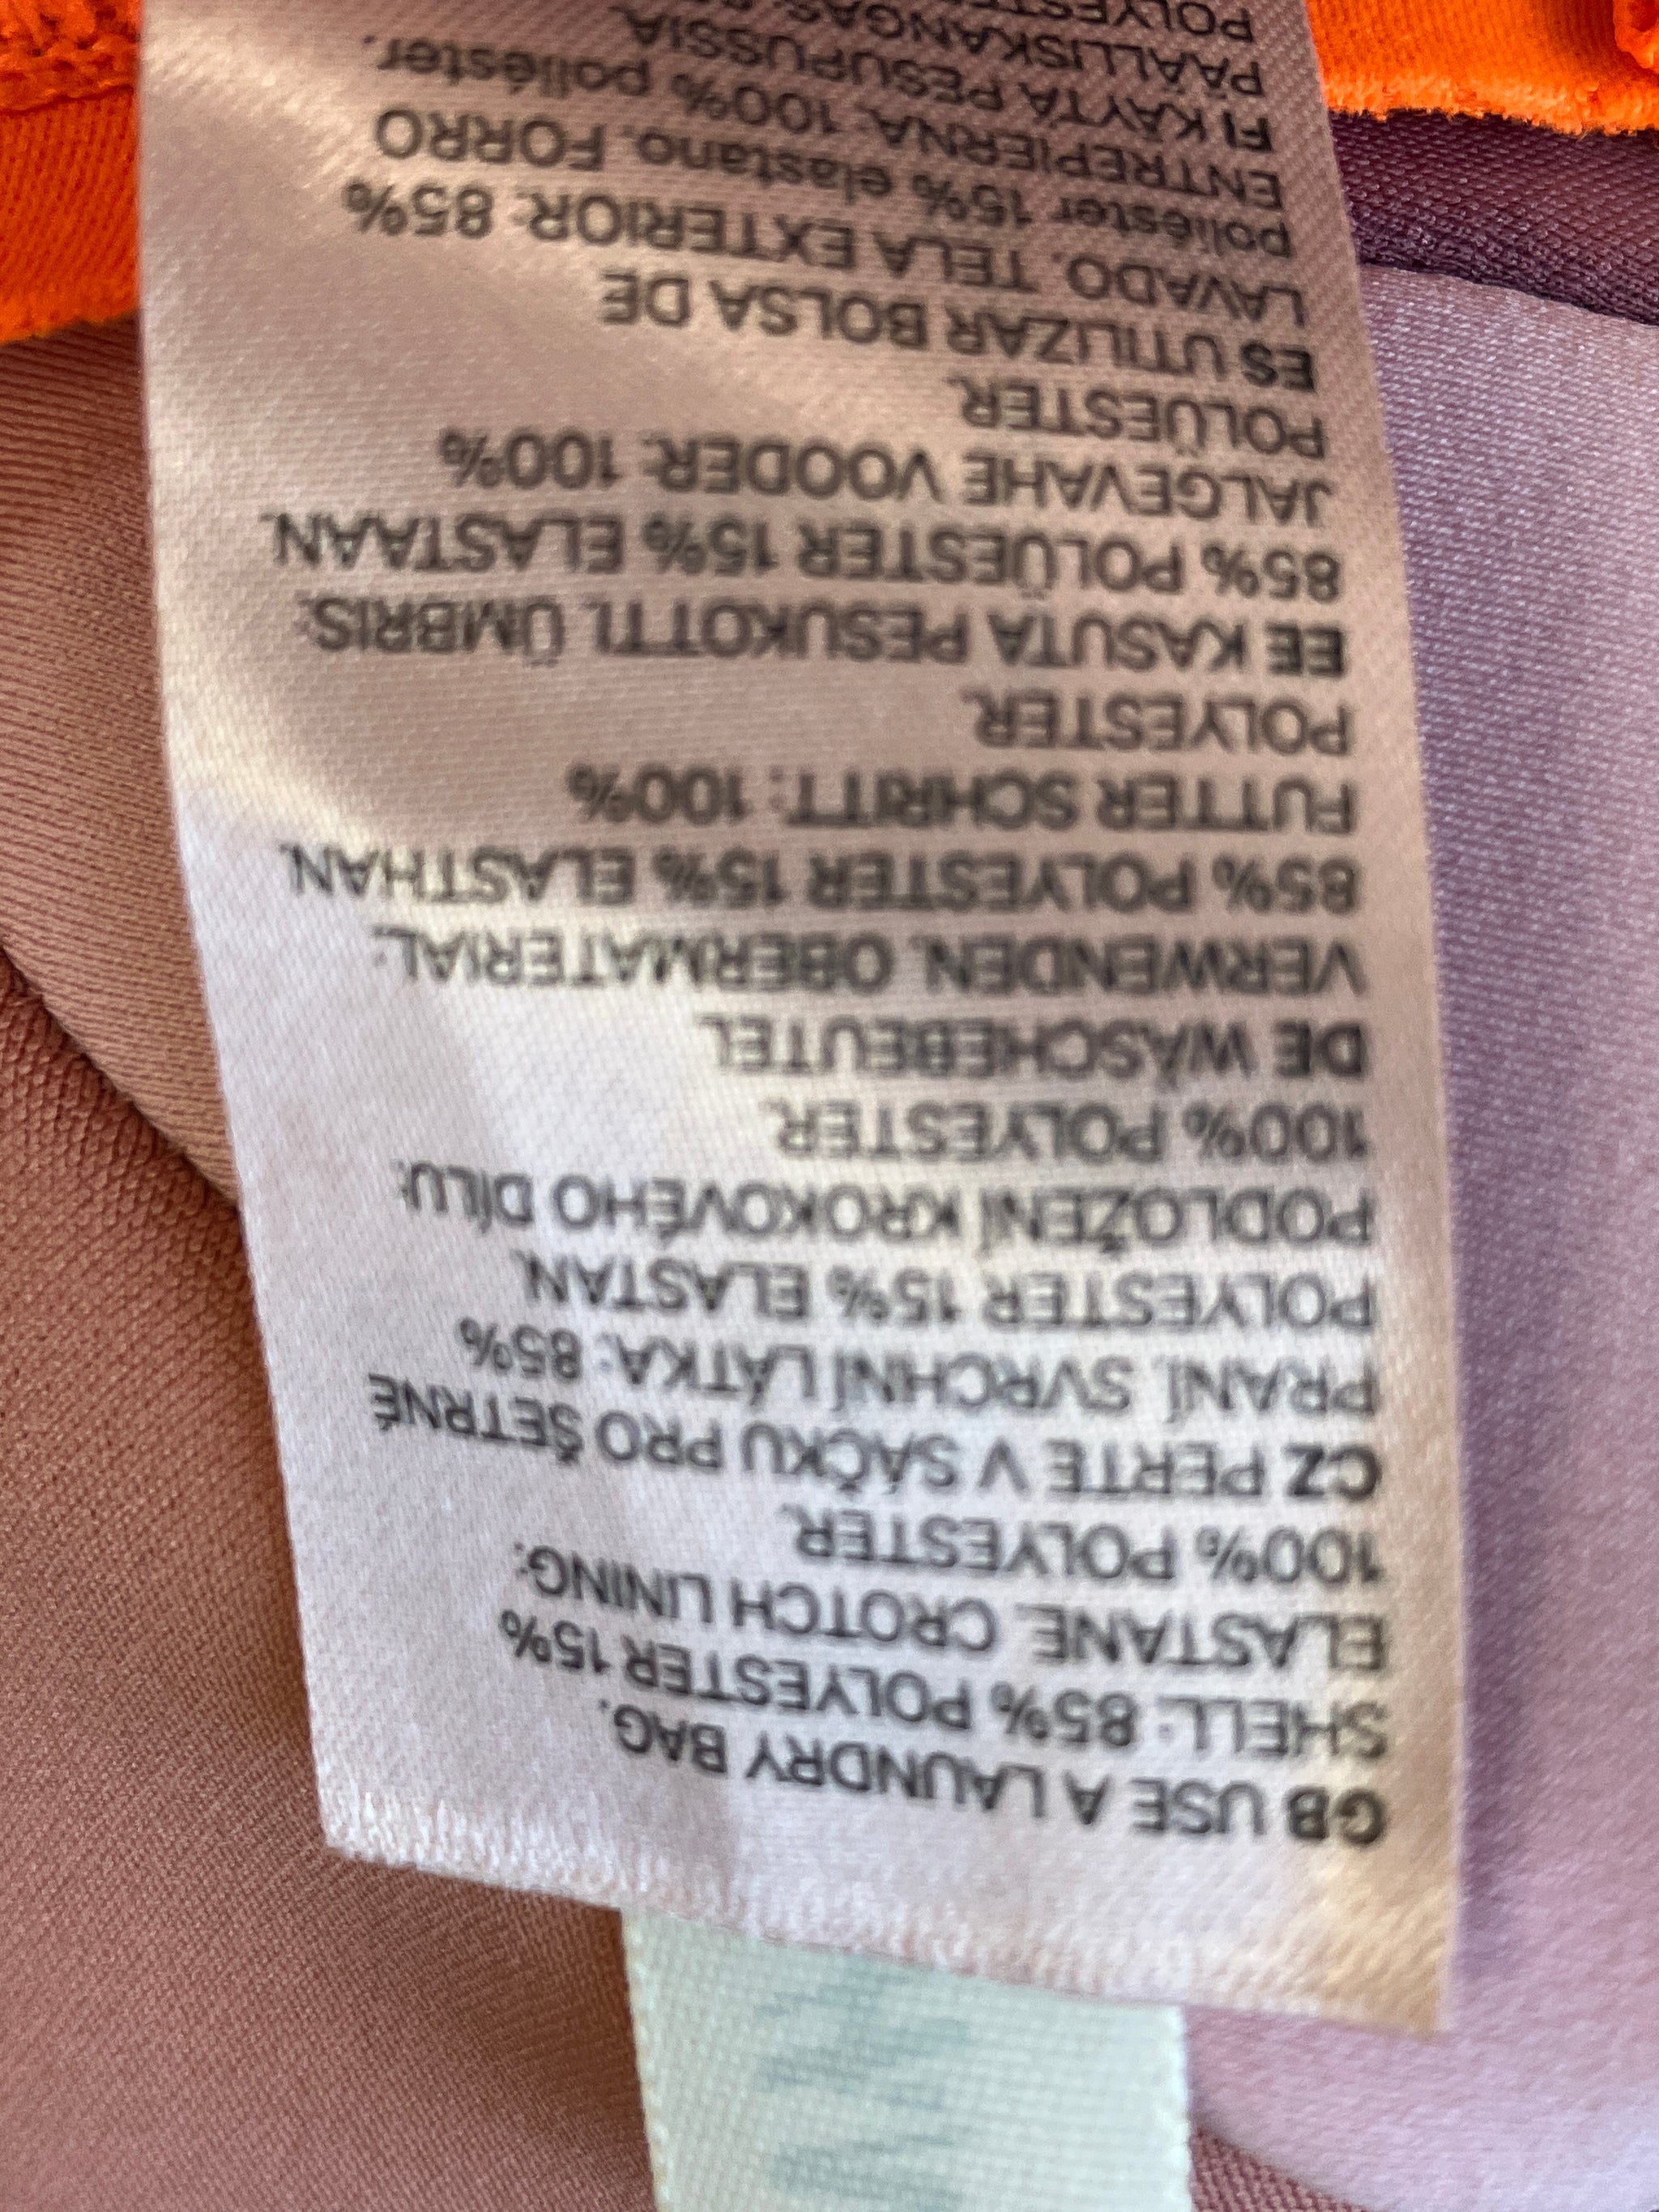 GB USE A LAUNDRY BAG.
SHELL: 85% POLYESTER 15%
ELASTANE. CROTCH LINING:
100% POLYESTER.
CZ PERTE V SÁČKU PRO ŠETRNÉ
PRANÍ. SVRCHNÍ LÁTKA: 85%
POLYESTER 15% ELASTAN.
PODLOŽENÍ KROKOVÉHO DÍLU:
100% POLYESTER.
DE WÄSCHEBEUTEL
VERWENDEN. OBERMATERIAL:
85% POLYESTER 15% ELASTHAN.
FUTTER SCHRITT: 100%
POLYESTER.
EE KASUTA PESUKOTTI. ÜMBRIS:
85% POLÜESTER 15% ELASTAAN.
JALGEVAHE VOODER: 100%
POLÜESTER.
ES UTILIZAR BOLSA DE
LAVADO. TELA EXTERIOR: 85%
poliéster 15% elastano. FORRO
ENTREPIERNA: 100% poliéster.
FI KÄYTÄ PESUPUSSIA.
PÄÄLLISKANGAS: